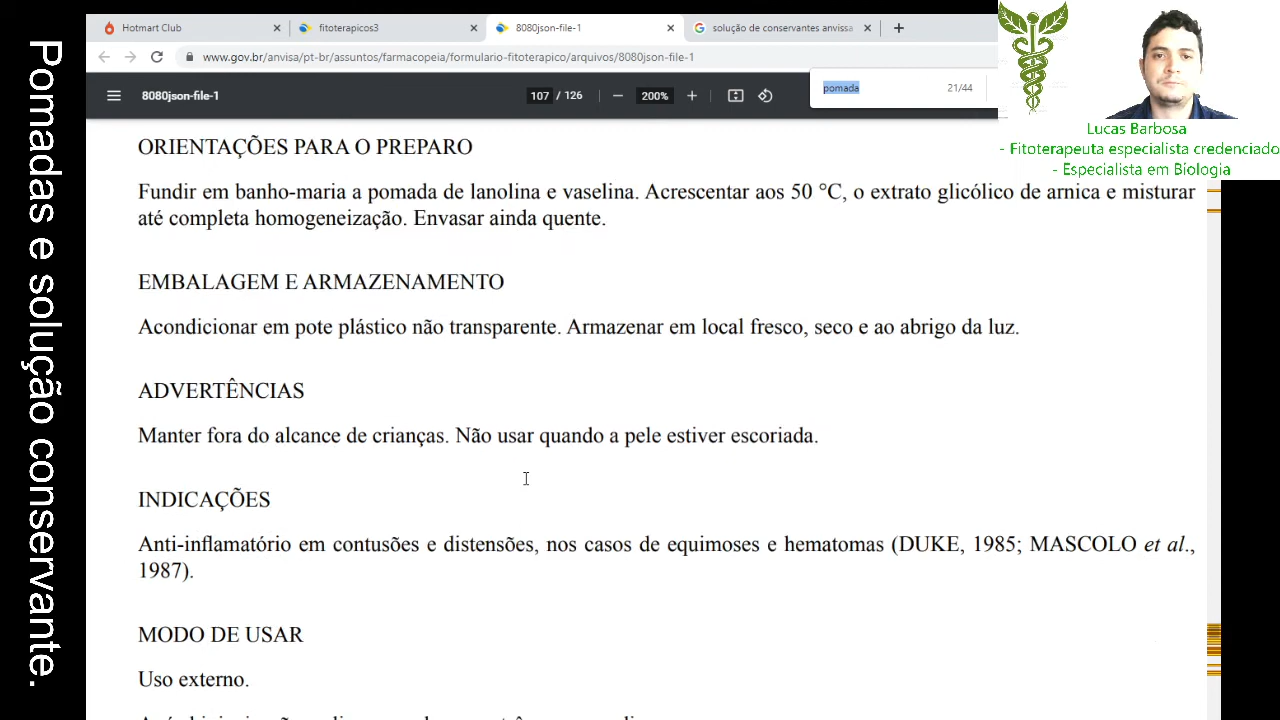 Pomadas e solução conservante.
Hotmart Club
fitoterapicos3
8080json-file-1
solução de conservantes anvissa
www.gov.br/anvisa/pt-br/assuntos/farmacopeia/formulario-fitoterapico/arquivos/8080json-file-1
pomada
21/44
8080json-file-1
107 / 126
200%
Lucas Barbosa
- Fitoterapeuta especialista credenciado
- Especialista em Biologia
ORIENTAÇÕES PARA O PREPARO
Fundir em banho-maria a pomada de lanolina e vaselina. Acrescentar aos 50 °C, o extrato glicólico de arnica e misturar
até completa homogeneização. Envasar ainda quente.
EMBALAGEM E ARMAZENAMENTO
Acondicionar em pote plástico não transparente. Armazenar em local fresco, seco e ao abrigo da luz.
ADVERTÊNCIAS
Manter fora do alcance de crianças. Não usar quando a pele estiver escoriada.
INDICAÇÕES
Anti-inflamatório em contusões e distensões, nos casos de equimoses e hematomas (DUKE, 1985; MASCOLO et al.,
1987).
MODO DE USAR
Uso externo.